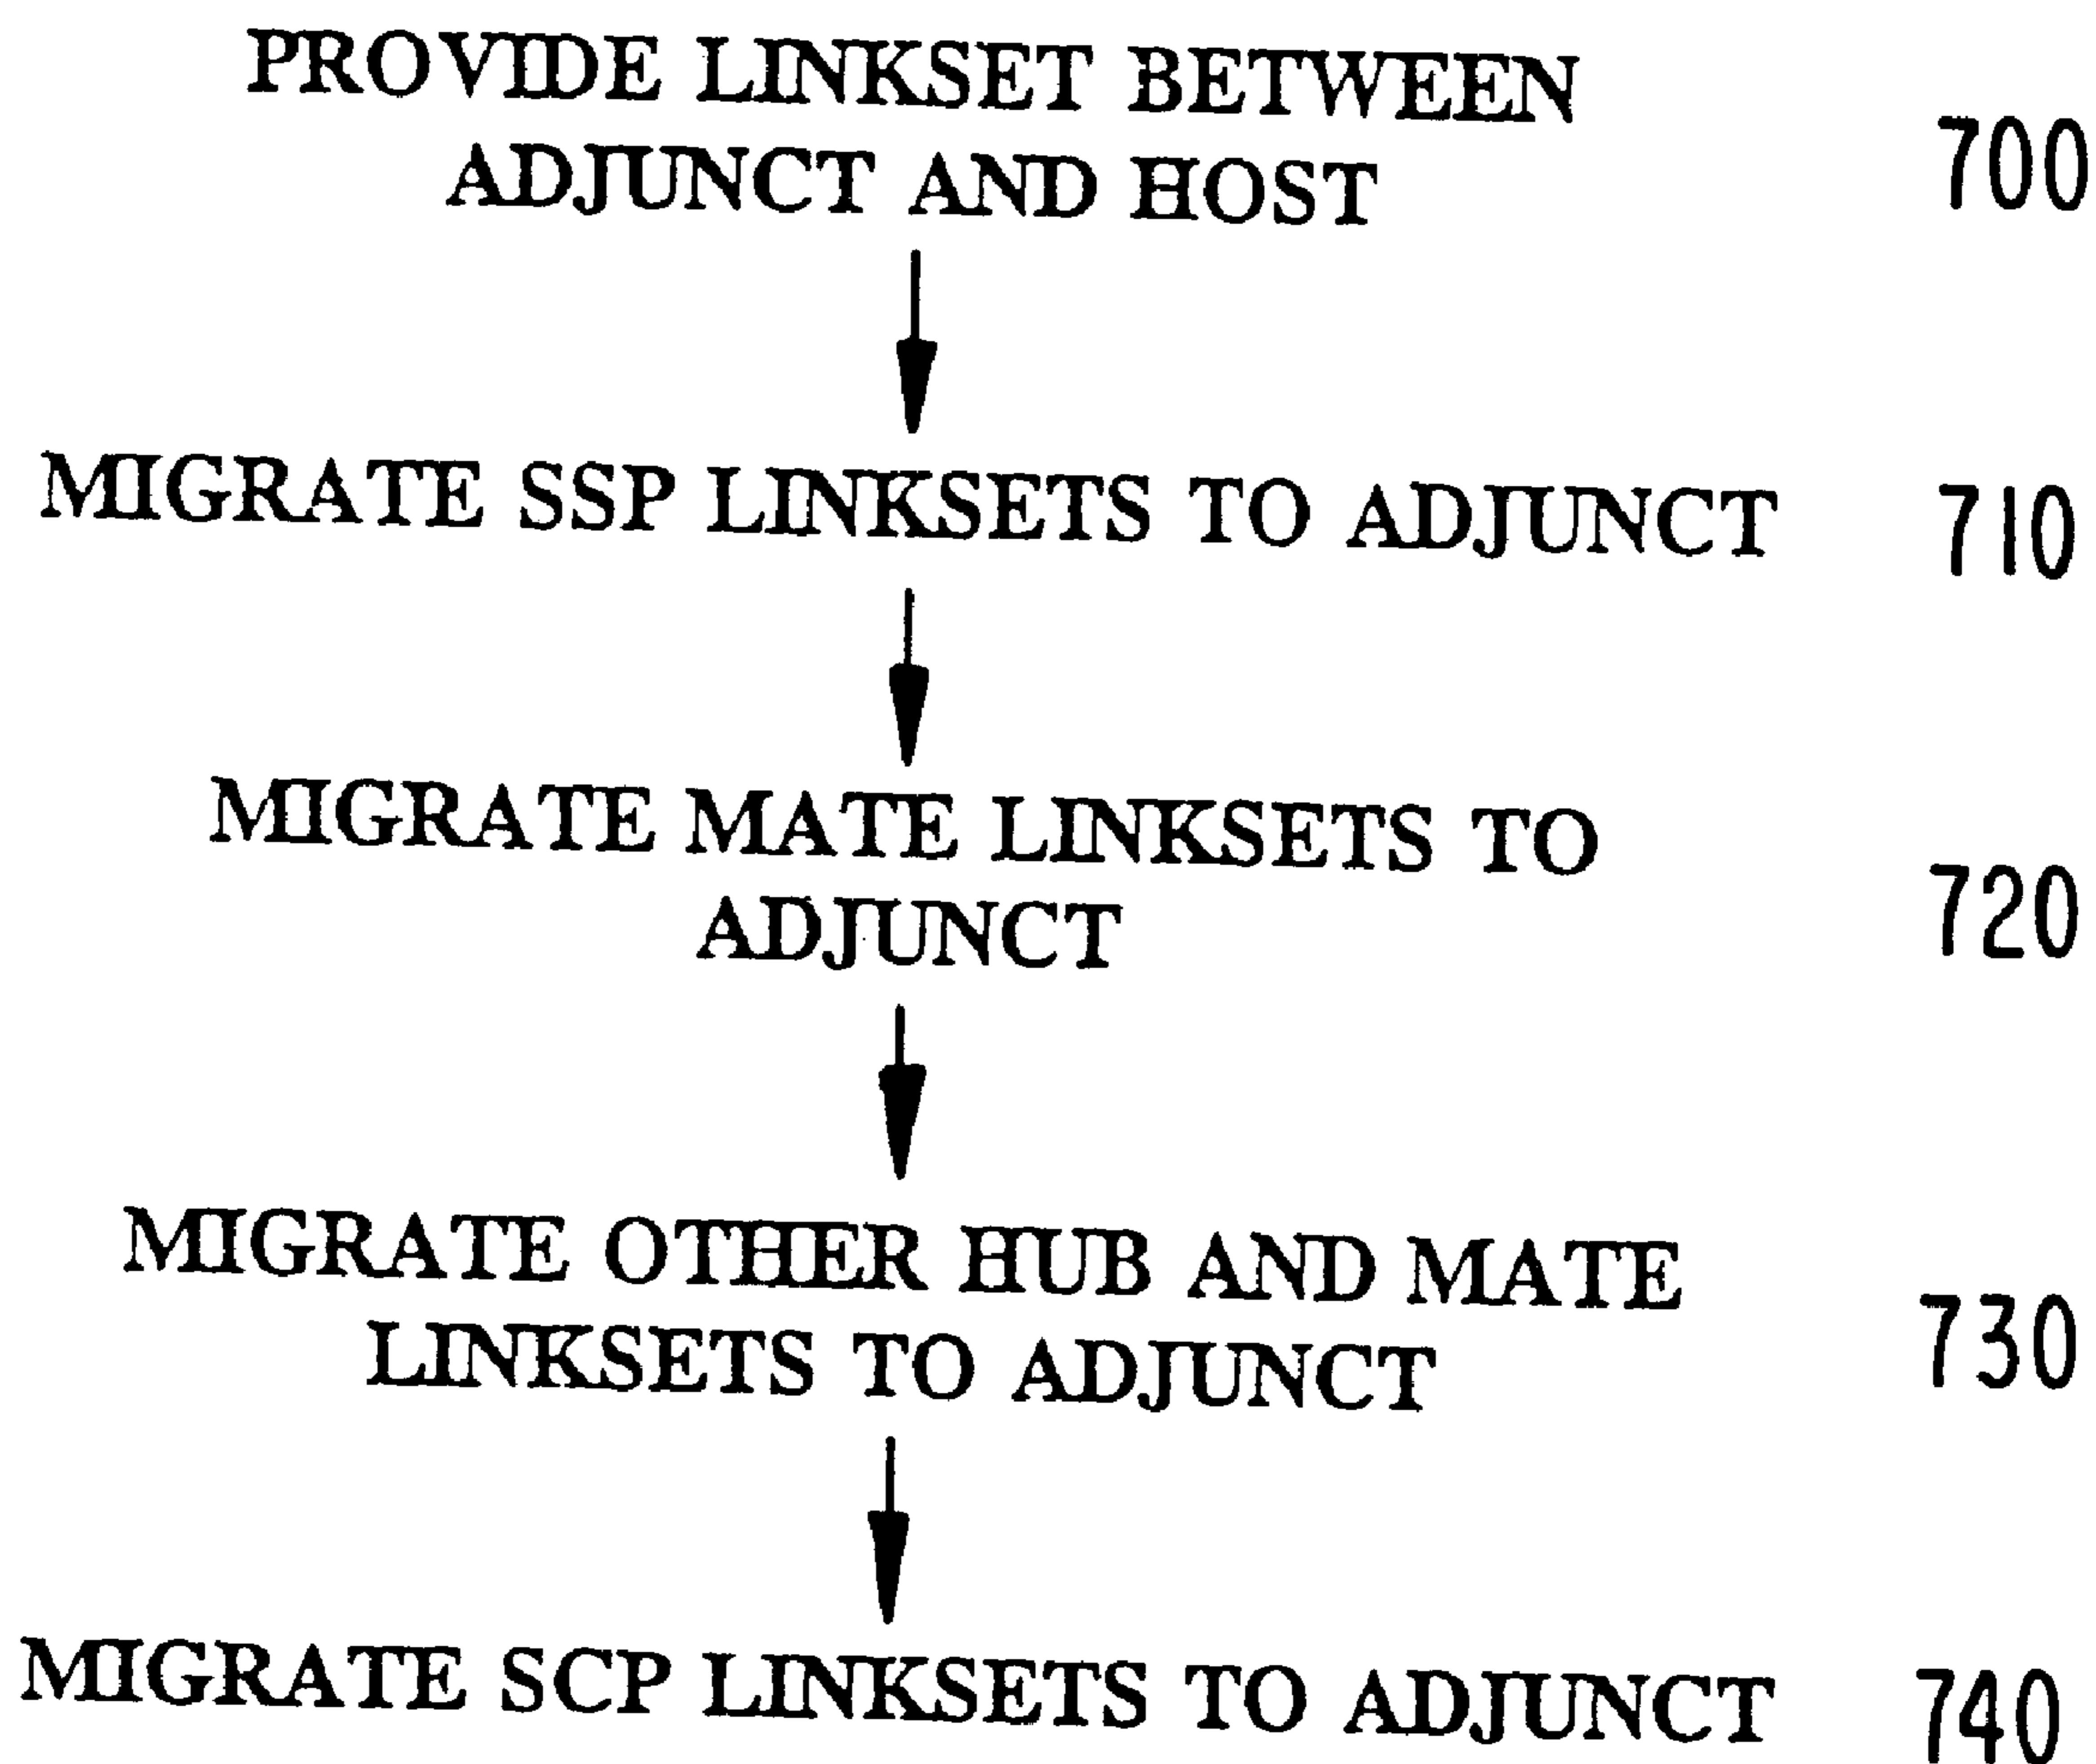 PROVIDE LINKSET BETWEEN
ADJUNCT AND HOST
700
MIGRATE SSP LINKSETS TO ADJUNCT 710
MIGRATE MATE LINKSETS TO
ADJUNCT
720
MIGRATE OTHER HUB AND MATE
LINKSETS TO ADJUNCT
730
MIGRATE SCP LINKSETS TO ADJUNCT 740